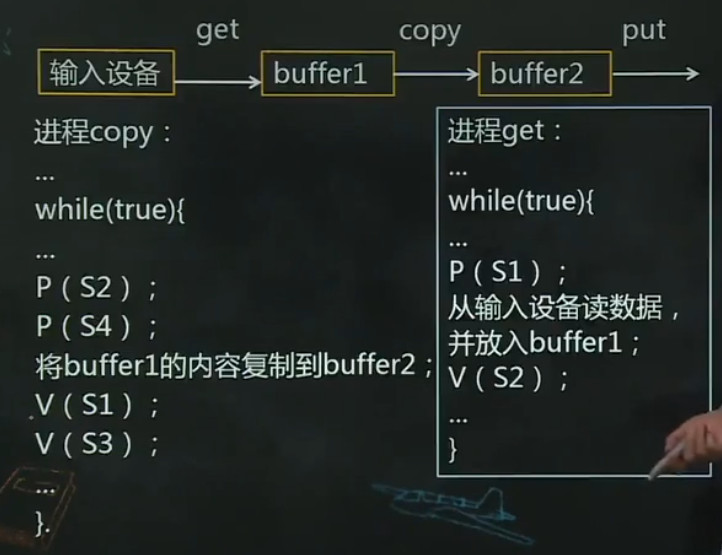 get copy put
输入设备 buffer1 buffer2
进程copy：
...
while(true){
...
P（S2）；
P（S4）；
将buffer1的内容复制到buffer2；
V（S1）；
V（S3）；
...
}.
进程get：
...
while(true){
...
P（S1）；
从输入设备读数据，
并放入buffer1；
V（S2）；
...
}